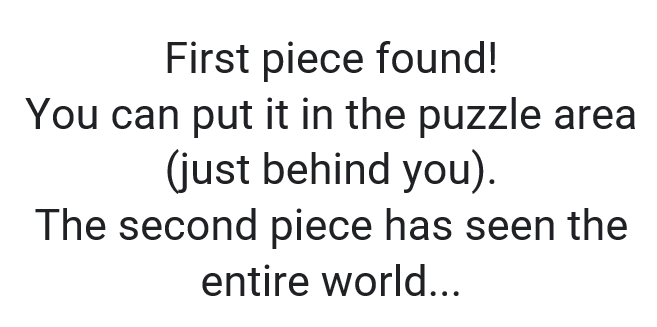 First piece found!
You can put it in the puzzle area
(just behind you).
The second piece has seen the
entire world...